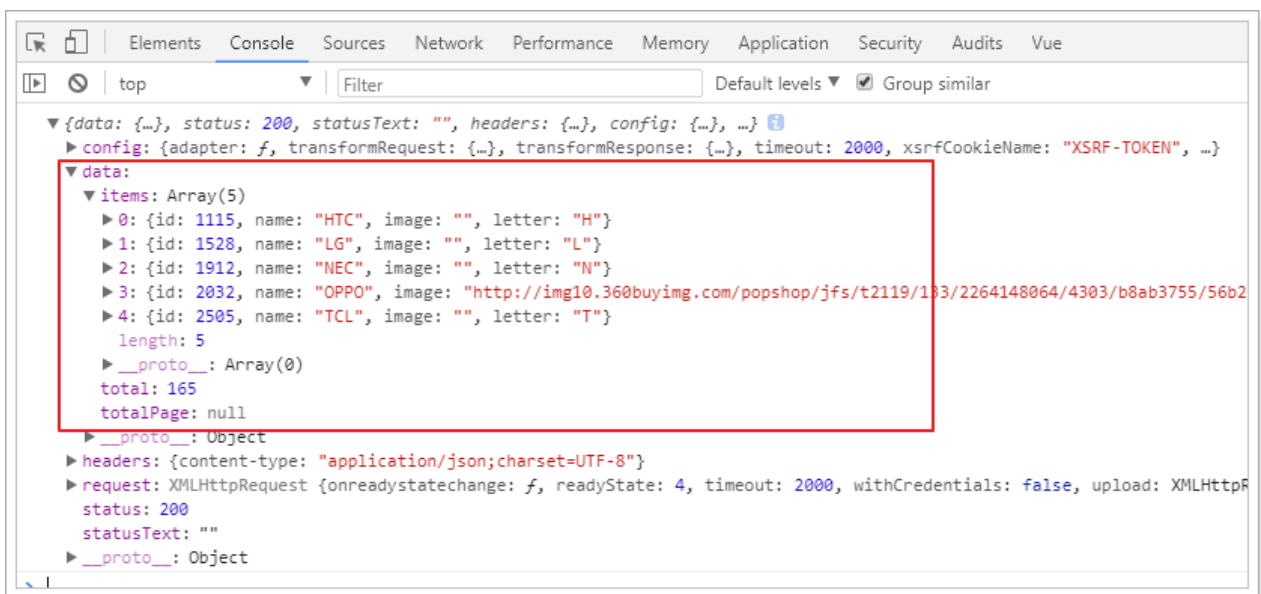 Elements Console Sources Network Performance Memory Application Security Audits Vue
top Filter Default levels Group similar
{data: {…}, status: 200, statusText: "", headers: {…}, config: {…}, …}
config: {adapter: ƒ, transformRequest: {…}, transformResponse: {…}, timeout: 2000, xsrfCookieName: "XSRF-TOKEN", …}
data:
items: Array(5)
0: {id: 1115, name: "HTC", image: "", letter: "H"}
1: {id: 1528, name: "LG", image: "", letter: "L"}
2: {id: 1912, name: "NEC", image: "", letter: "N"}
3: {id: 2032, name: "OPPO", image: "http://img10.360buyimg.com/popshop/jfs/t2119/133/2264148064/4303/b8ab3755/56b2
4: {id: 2505, name: "TCL", image: "", letter: "T"}
length: 5
__proto__: Array(0)
total: 165
totalPage: null
__proto__: Object
headers: {content-type: "application/json;charset=UTF-8"}
request: XMLHttpRequest {onreadystatechange: ƒ, readyState: 4, timeout: 2000, withCredentials: false, upload: XMLHttpR
status: 200
statusText: ""
__proto__: Object